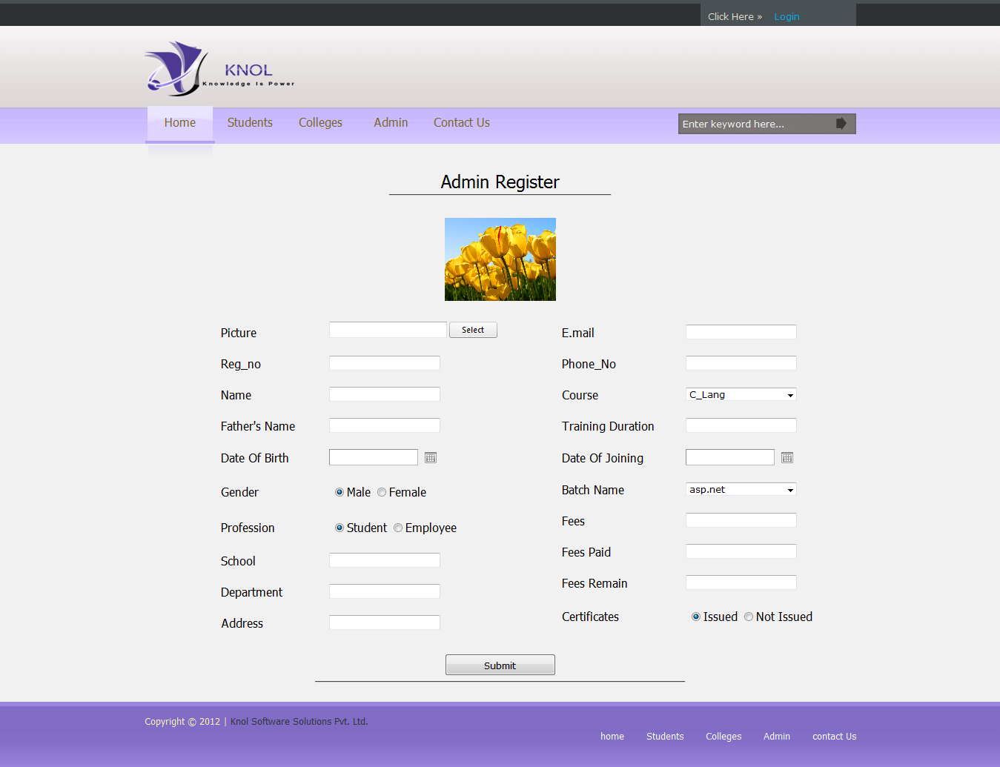 Click Here » Login
KNOL
Knowledge Is Power
Home Students Colleges Admin Contact Us
Enter keyword here...
Admin Register
Picture Select E.mail
Reg_no Phone_No
Name Course C_Lang
Father's Name Training Duration
Date Of Birth Date Of Joining
Gender Male Female Batch Name asp.net
Profession Student Employee Fees
School Fees Paid
Department Fees Remain
Address Certificates Issued Not Issued
Submit
Copyright © 2012 | Knol Software Solutions Pvt. Ltd.
home Students Colleges Admin contact Us